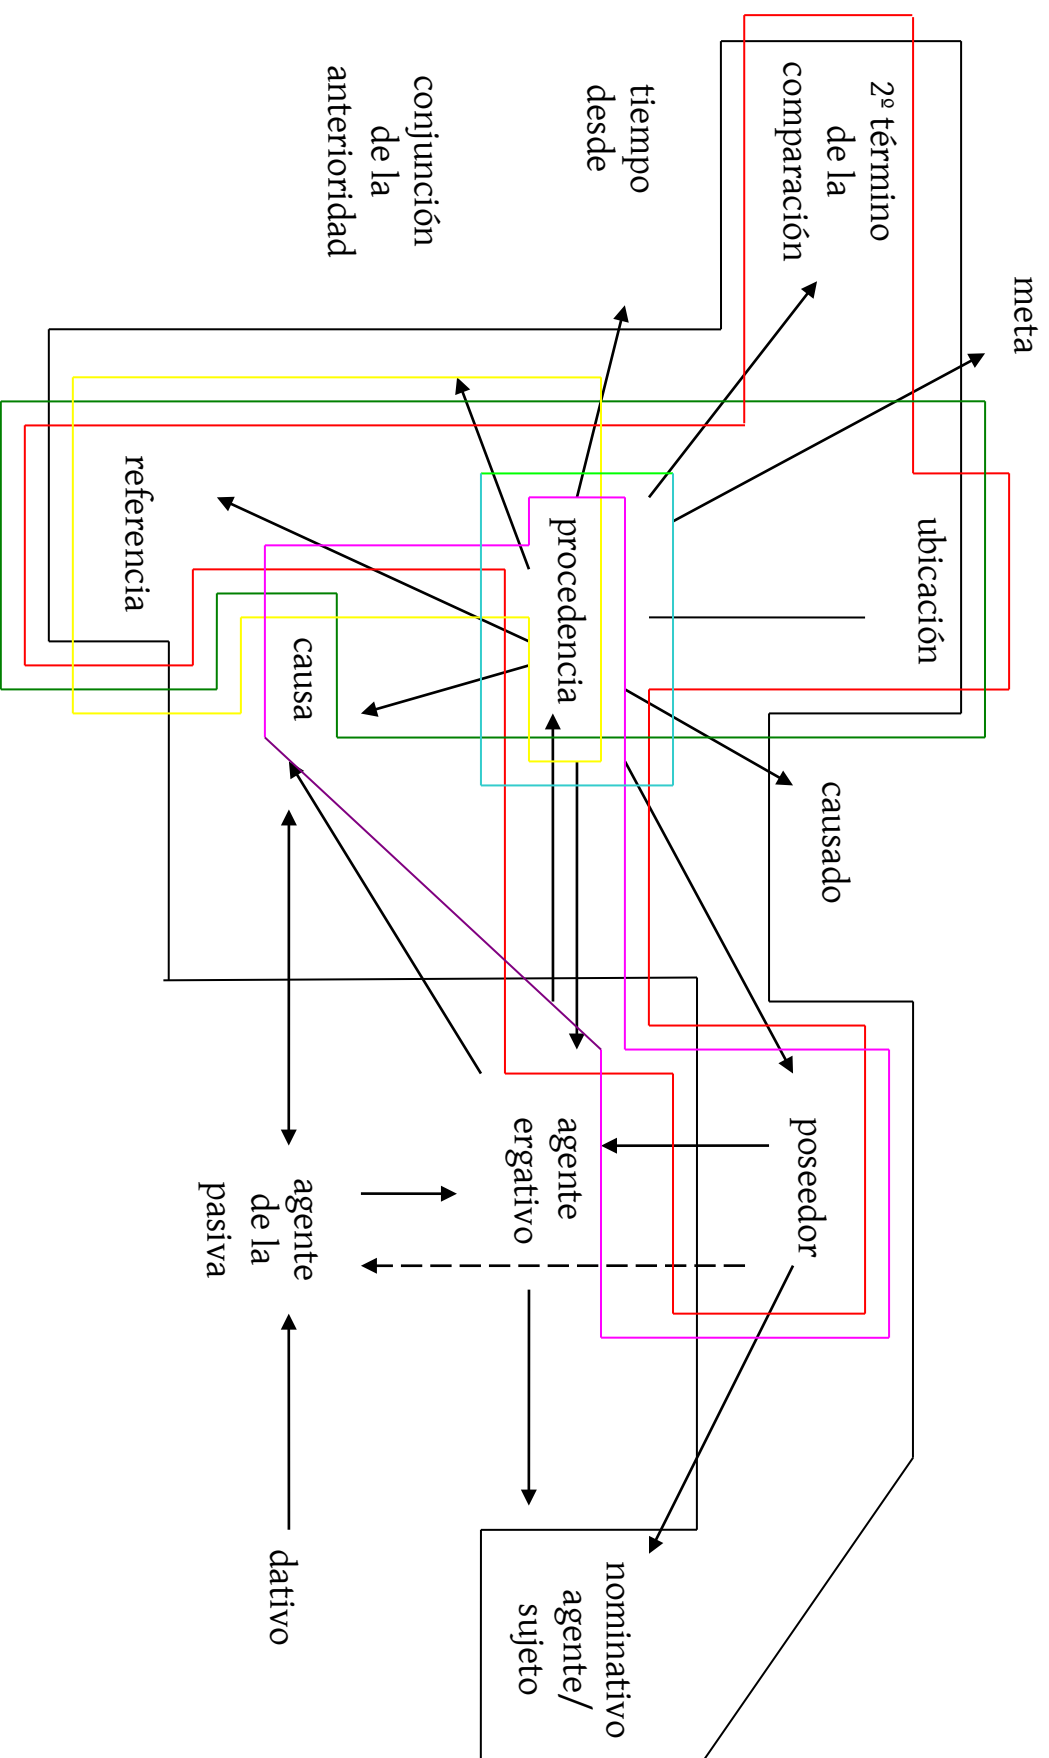 meta
ubicación
2º término
de la
comparación
causado
poseedor
tiempo
desde
procedencia
agente
ergativo
nominativo
agente/
sujeto
conjunción
de la
anterioridad
causa
agente
de la
pasiva
dativo
referencia